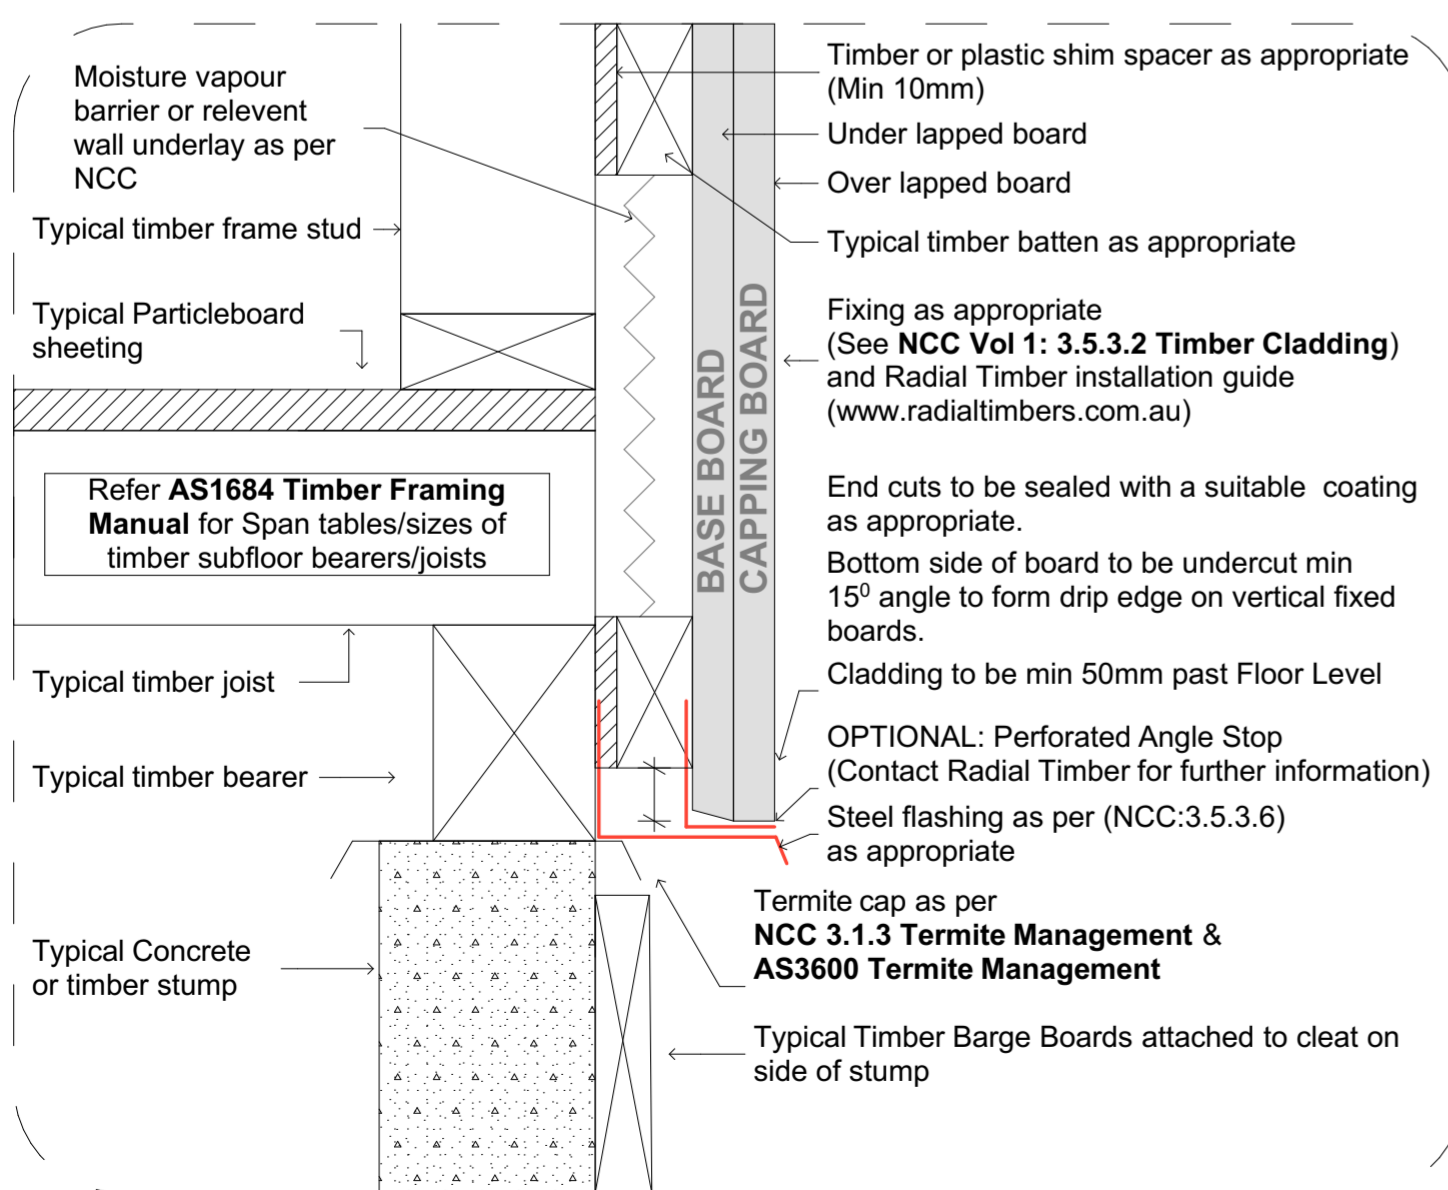 Moisture vapour
barrier or relevent
wall underlay as per
NCC
Typical timber frame stud
Typical Particleboard
sheeting
Refer AS1684 Timber Framing
Manual for Span tables/sizes of
timber subfloor bearers/joists
Typical timber joist
Typical timber bearer
Typical Concrete
or timber stump
BASE BOARD
CAPPING BOARD
Timber or plastic shim spacer as appropriate
(Min 10mm)
Under lapped board
Over lapped board
Typical timber batten as appropriate
Fixing as appropriate
(See NCC Vol 1: 3.5.3.2 Timber Cladding)
and Radial Timber installation guide
(www.radialtimbers.com.au)
End cuts to be sealed with a suitable coating
as appropriate.
Bottom side of board to be undercut min
15⁰ angle to form drip edge on vertical fixed
boards.
Cladding to be min 50mm past Floor Level
OPTIONAL: Perforated Angle Stop
(Contact Radial Timber for further information)
Steel flashing as per (NCC:3.5.3.6)
as appropriate
Termite cap as per
NCC 3.1.3 Termite Management &
AS3600 Termite Management
Typical Timber Barge Boards attached to cleat on
side of stump